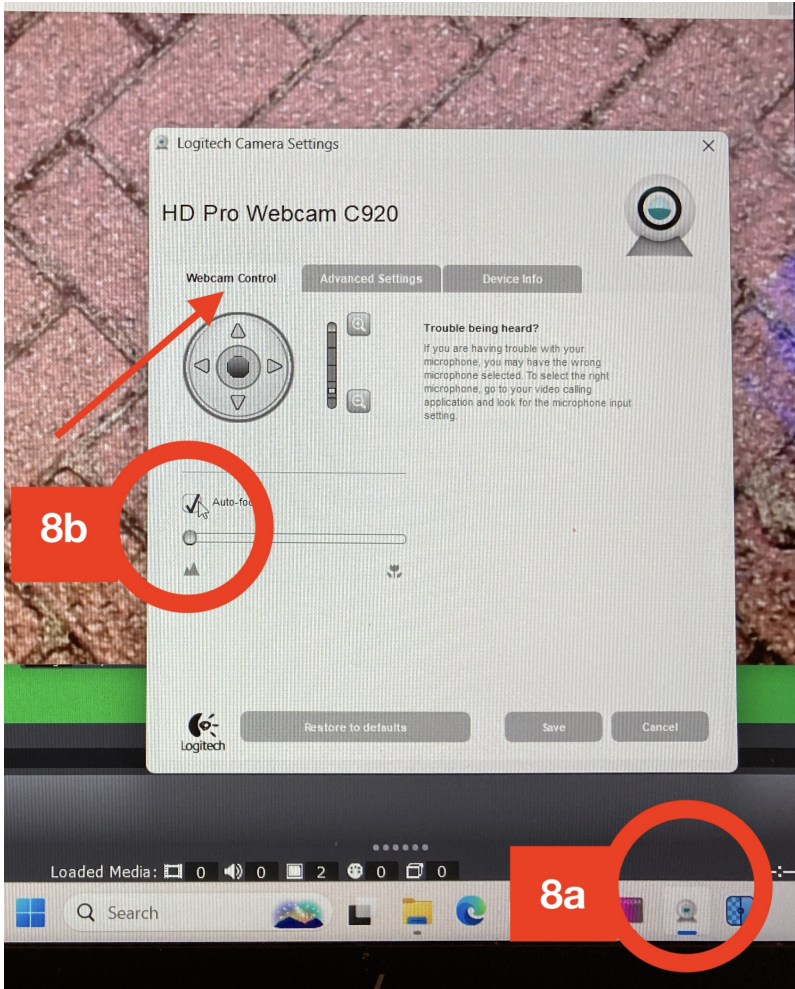 Logitech Camera Settings
HD Pro Webcam C920
Webcam Control
Advanced Settings
Device Info
Trouble being heard?
If you are having trouble with your
microphone, you may have the wrong
microphone selected. To select the right
microphone, go to your video calling
application and look for the microphone input
setting.
8b
Auto-foc
Logitech
Restore to defaults
Save
Cancel
Loaded Media: 0 0 2 0 0
8a
Search